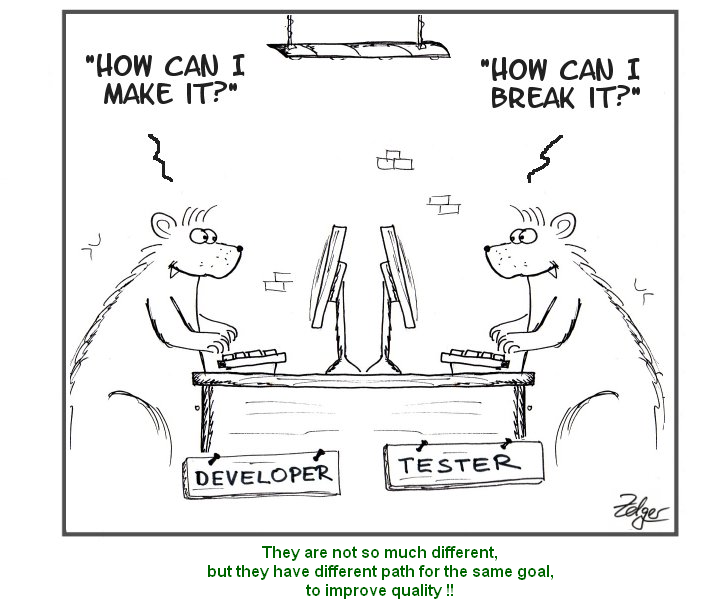 "HOW CAN I
MAKE IT?"
"HOW CAN I
BREAK IT?"
DEVELOPER
TESTER
Zelger
They are not so much different,
but they have different path for the same goal,
to improve quality !!